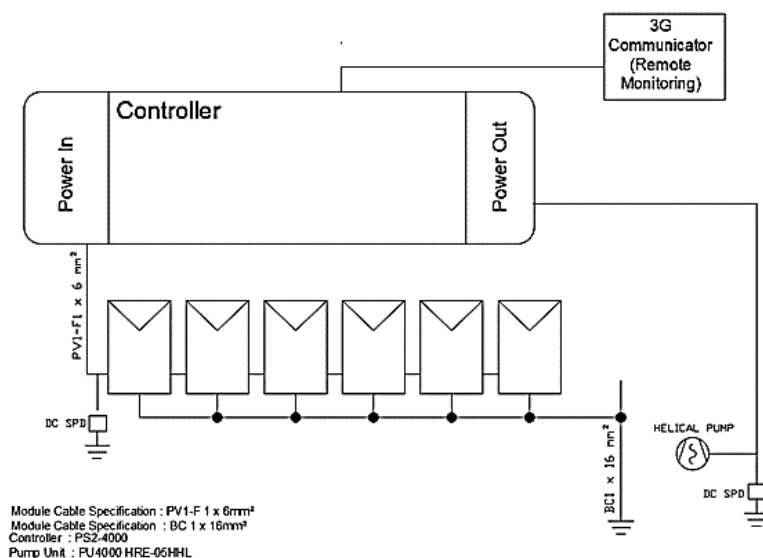 3G
Communicator
(Remote
Monitoring)
Controller
Power In
Power Out
PV1-F1 x 6 mm²
DC SPD
BC1 x 16 mm²
HELICAL PUMP
DC SPD
Module Cable Specification : PV1-F 1 x 6mm²
Module Cable Specification : BC 1 x 16mm²
Controller : PS2-4000
Pump Unit : PU4000 HRE-05HHL